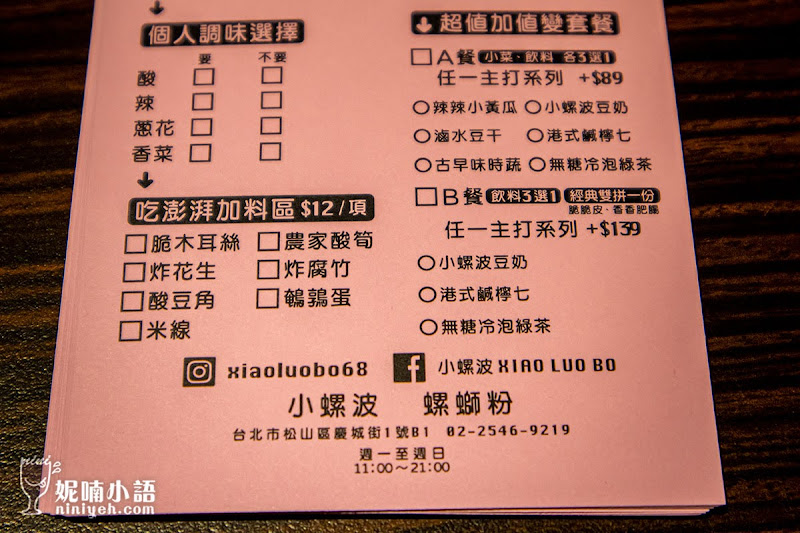 個人調味選擇
要 不要
酸
辣
蔥花
香菜
吃澎湃加料區 $12/項
脆木耳絲 農家酸筍
炸花生 炸腐竹
酸豆角 鵪鶉蛋
米線
超值加值變套餐
A餐 小菜·飲料 各3選1
任一主打系列 +$89
辣辣小黃瓜 小螺波豆奶
滷水豆干 港式鹹檸七
古早味時蔬 無糖冷泡綠茶
B餐 飲料3選1 經典雙拼一份
脆脆皮·香香肥腸
任一主打系列 +$139
小螺波豆奶
港式鹹檸七
無糖冷泡綠茶
xiaoluobo68 小螺波 XIAO LUO BO
小螺波 螺螄粉
台北市松山區慶城街1號B1 02-2546-9219
週一至週日
11:00~21:00
妮喃小語
niniyeh.com